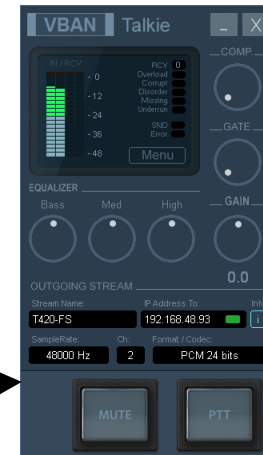 VBAN Talkie _ X
IN / RCV
RCV 0
Overload
Corrupt
Disorder
Missing
Underrun
SND
Error
Menu
- 0
- 12
- 24
- 36
- 48
COMP.
GATE
GAIN
0.0
EQUALIZER
Bass Med High
OUTGOING STREAM
Stream Name: IP Address To: Info
T420-FS 192.168.48.93 i
SampleRate: Ch: Format / Codec:
48000 Hz 2 PCM 24 bits
MUTE PTT